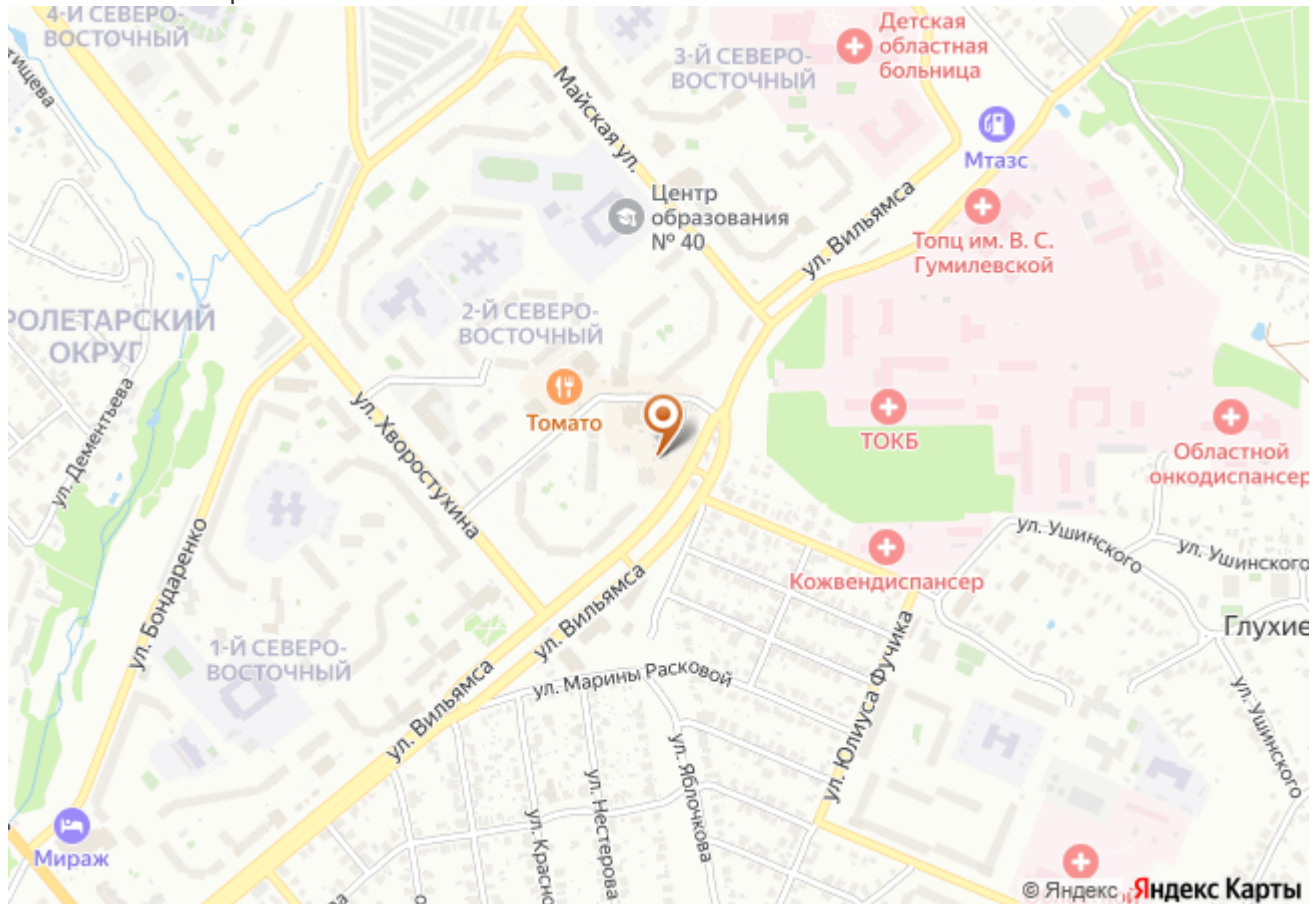 4-Й СЕВЕРО-
ВОСТОЧНЫЙ
Детская
областная
больница
3-Й СЕВЕРО-
ВОСТОЧНЫЙ
Майская ул.
Мтазс
Центр
образования
№ 40
ул. Вильямса
Топц им. В. С.
Гумилевской
2-Й СЕВЕРО-
ВОСТОЧНЫЙ
РОЛЕТАРСКИЙ
ОКРУГ
ул. Дементьева
ул. Хворостухина
Томато
ТОКБ
Областной
онкодиспансер
ул. Бондаренко
ул. Ушинского
ул. Ушинского
Кожвендиспансер
ул. Вильямса
Глухие
1-Й СЕВЕРО-
ВОСТОЧНЫЙ
ул. Марины Расковой
ул. Юлиуса Фучика
ул. Ушинского
ул. Вильямса
ул. Яблочкова
ул. Нестерова
ул. Красно
Мираж
© Яндекс Яндекс Карты